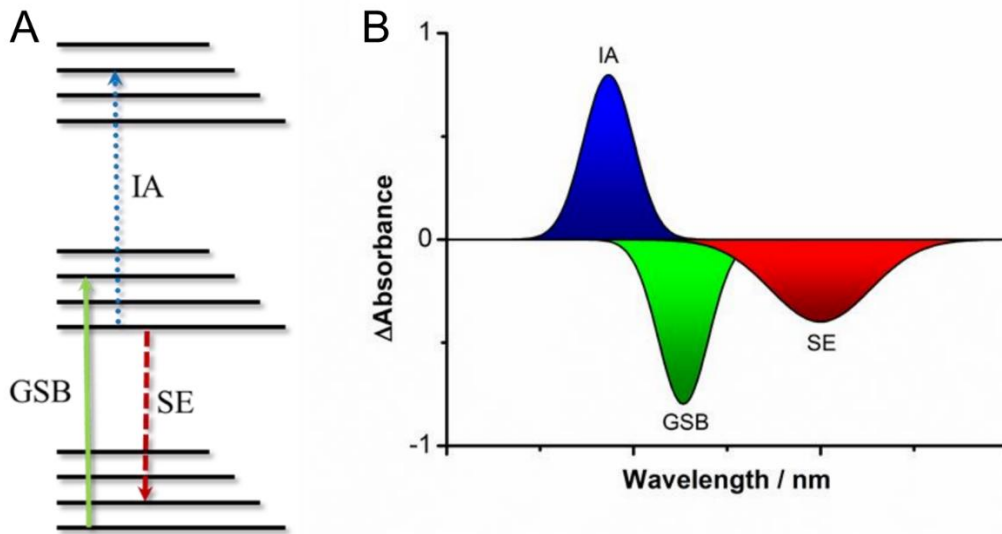 A
IA
GSB
SE
B
1
IA
0
ΔAbsorbance
SE
GSB
-1
Wavelength / nm